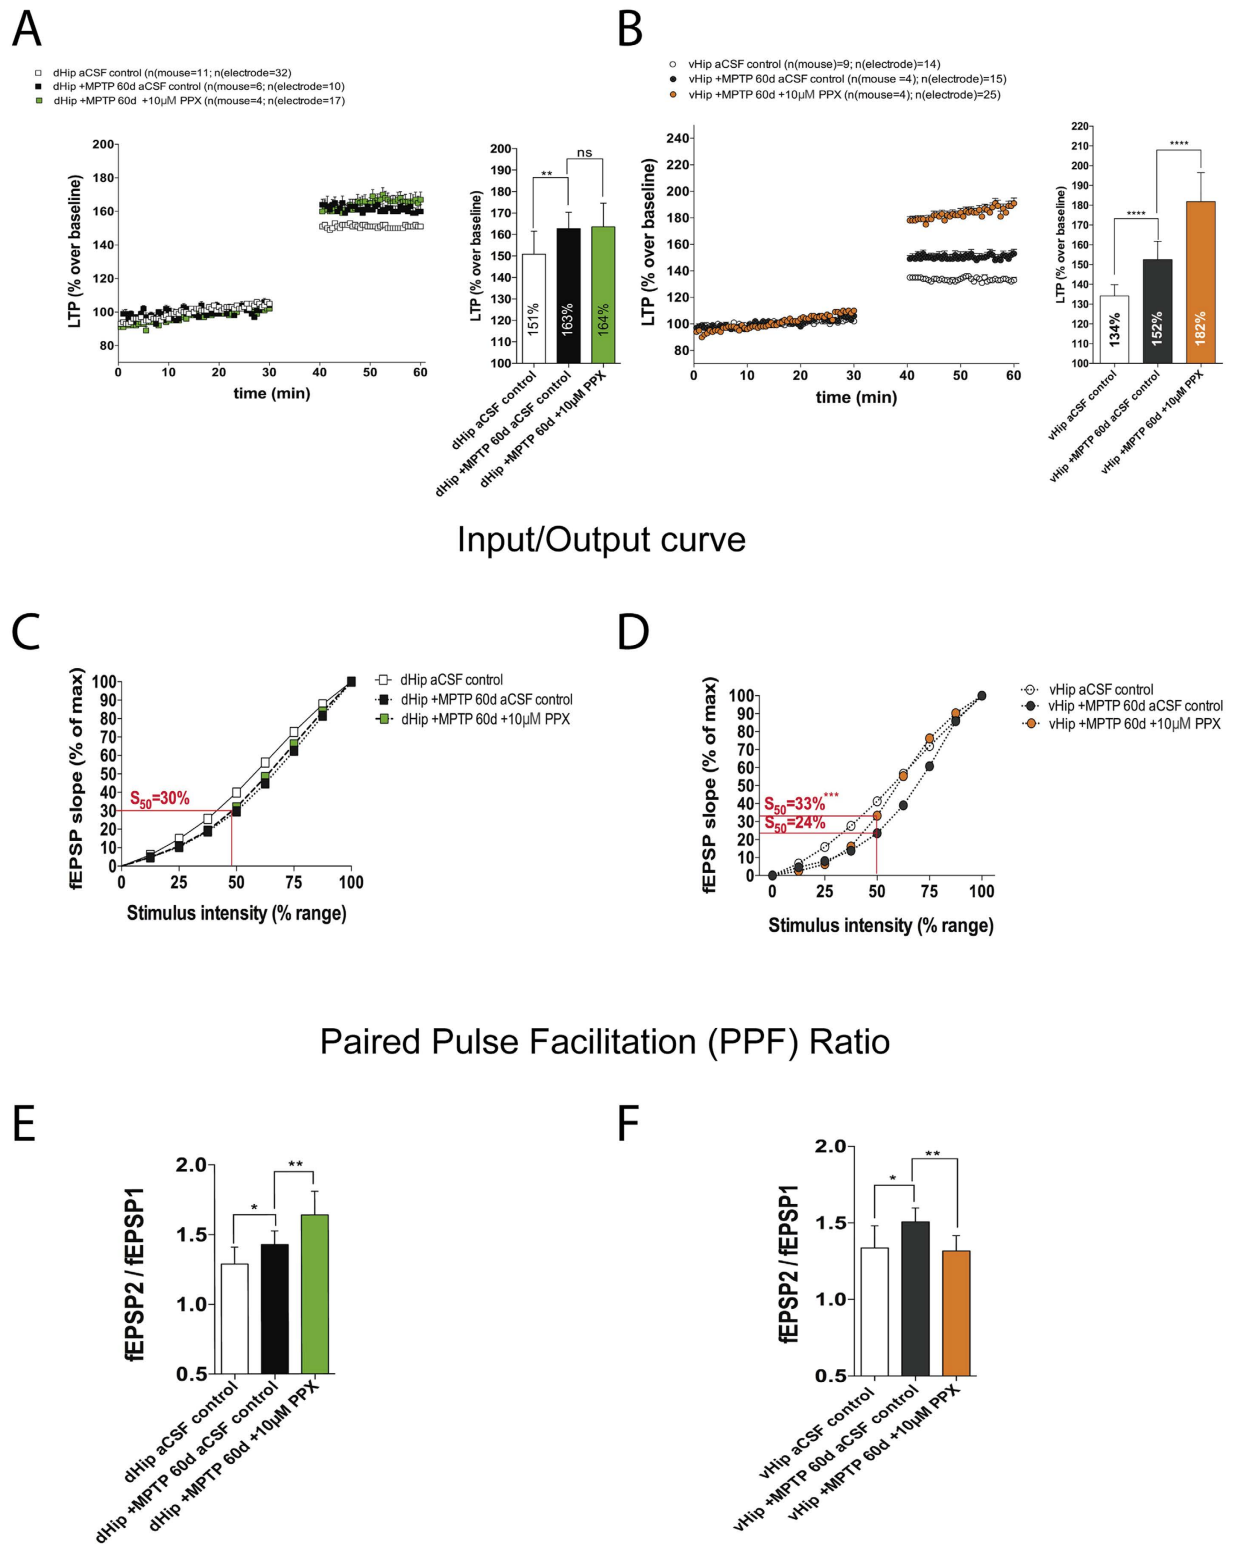 A
dHip aCSF control (n(mouse=11; n(electrode=32)
dHip +MPTP 60d aCSF control (n(mouse=6; n(electrode=10)
dHip +MPTP 60d +10µM PPX (n(mouse=4; n(electrode=17)
LTP (% over baseline)
200
180
160
140
120
100
80
0 10 20 30 40 50 60
time (min)
LTP (% over baseline)
200
190
180
170
160
150
140
130
120
110
100
** ns
151% 163% 164%
dHip aCSF control
dHip +MPTP 60d aCSF control
dHip +MPTP 60d +10µM PPX
B
vHip aCSF control (n(mouse)=9; n(electrode)=14)
vHip +MPTP 60d aCSF control (n(mouse =4); n(electrode)=15)
vHip +MPTP 60d +10µM PPX (n(mouse=4); n(electrode)=25)
LTP (% over baseline)
240
220
200
180
160
140
120
100
80
0 10 20 30 40 50 60
time (min)
LTP (% over baseline)
220
210
200
190
180
170
160
150
140
130
120
110
100
**** ****
134% 152% 182%
vHip aCSF control
vHip +MPTP 60d aCSF control
vHip +MPTP 60d +10µM PPX
Input/Output curve
C
fEPSP slope (% of max)
100
90
80
70
60
50
40
30
20
10
0
S50=30%
0 25 50 75 100
Stimulus intensity (% range)
dHip aCSF control
dHip +MPTP 60d aCSF control
dHip +MPTP 60d +10µM PPX
D
fEPSP slope (% of max)
100
90
80
70
60
50
40
30
20
10
0
S50=33%***
S50=24%
0 25 50 75 100
Stimulus intensity (% range)
vHip aCSF control
vHip +MPTP 60d aCSF control
vHip +MPTP 60d +10µM PPX
Paired Pulse Facilitation (PPF) Ratio
E
fEPSP2 / fEPSP1
2.0
1.5
1.0
0.5
* **
dHip aCSF control
dHip +MPTP 60d aCSF control
dHip +MPTP 60d +10µM PPX
F
fEPSP2 / fEPSP1
2.0
1.5
1.0
0.5
* **
vHip aCSF control
vHip +MPTP 60d aCSF control
vHip +MPTP 60d +10µM PPX